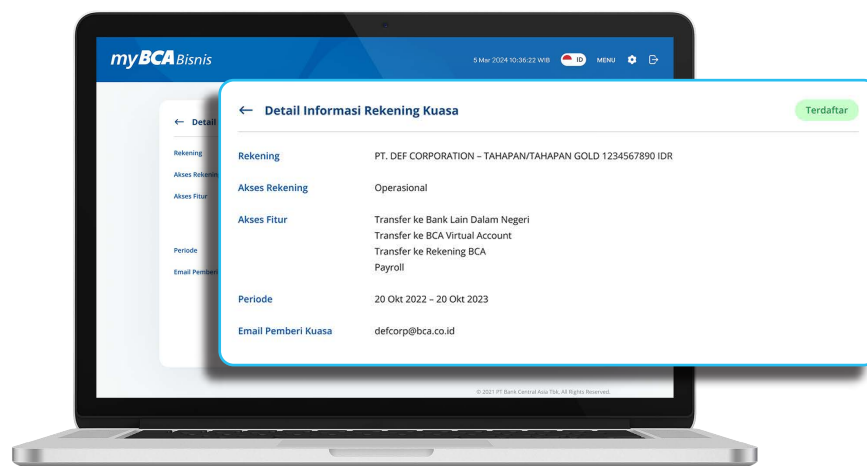 myBCA Bisnis
5 Mar 2024 10:36:22 WIB ID MENU
← Detail
Rekening
Akses Rekening
Akses Fitur
Periode
Email Pemberi
← Detail Informasi Rekening Kuasa Terdaftar
Rekening PT. DEF CORPORATION – TAHAPAN/TAHAPAN GOLD 1234567890 IDR
Akses Rekening Operasional
Akses Fitur Transfer ke Bank Lain Dalam Negeri
Transfer ke BCA Virtual Account
Transfer ke Rekening BCA
Payroll
Periode 20 Okt 2022 – 20 Okt 2023
Email Pemberi Kuasa defcorp@bca.co.id
© 2021 PT Bank Central Asia Tbk, All Rights Reserved.